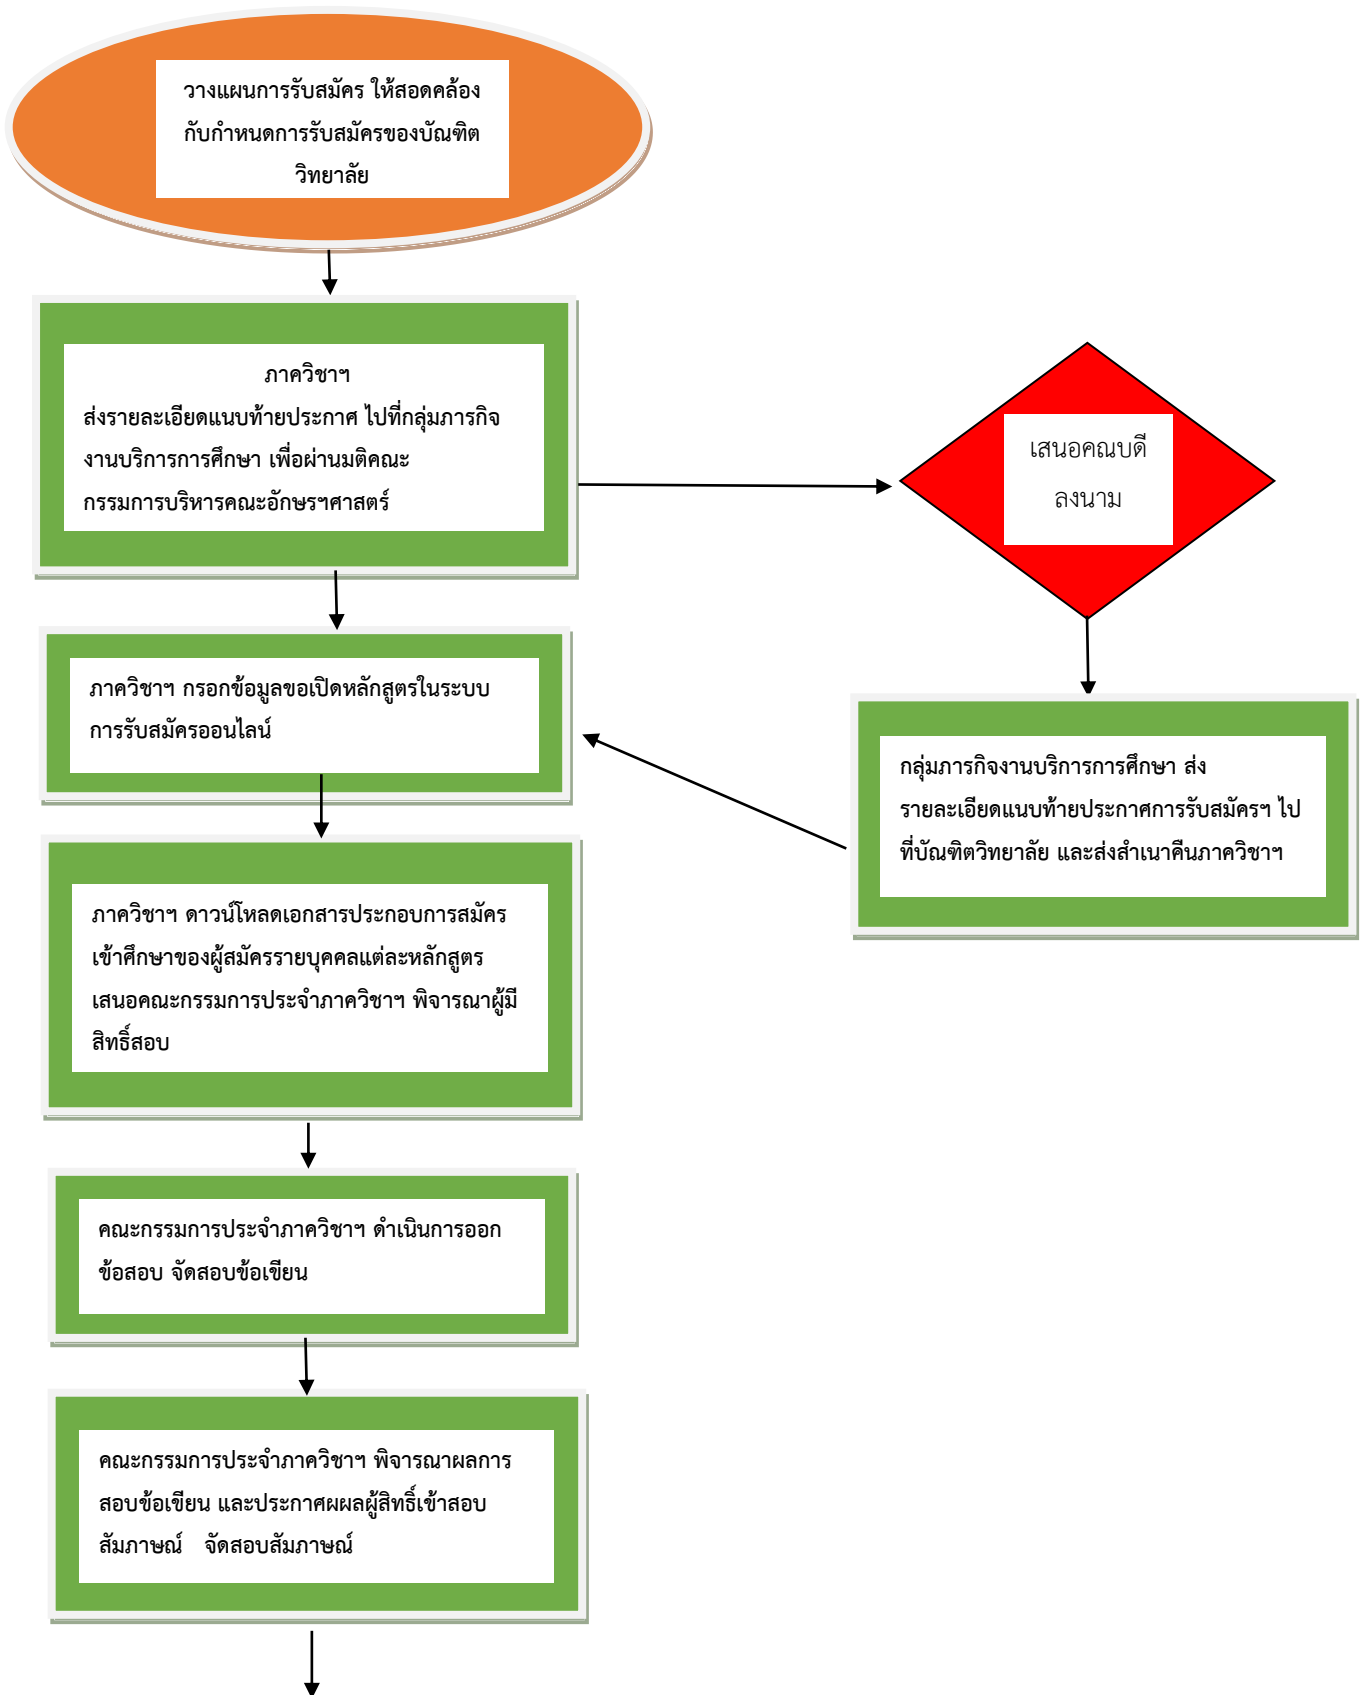 วางแผนการรับสมัคร ให้สอดคล้อง
กับกำหนดการรับสมัครของบัณฑิต
วิทยาลัย
ภาควิชาฯ
ส่งรายละเอียดแนบท้ายประกาศ ไปที่กลุ่มภารกิจ
งานบริการการศึกษา เพื่อผ่านมติคณะ
กรรมการบริหารคณะอักษรฯศาสตร์
เสนอคณบดี
ลงนาม
ภาควิชาฯ กรอกข้อมูลขอเปิดหลักสูตรในระบบ
การรับสมัครออนไลน์
กลุ่มภารกิจงานบริการการศึกษา ส่ง
รายละเอียดแนบท้ายประกาศการรับสมัครฯ ไป
ที่บัณฑิตวิทยาลัย และส่งสำเนาคืนภาควิชาฯ
ภาควิชาฯ ดาวน์โหลดเอกสารประกอบการสมัคร
เข้าศึกษาของผู้สมัครรายบุคคลแต่ละหลักสูตร
เสนอคณะกรรมการประจำภาควิชาฯ พิจารณาผู้มี
สิทธิ์สอบ
คณะกรรมการประจำภาควิชาฯ ดำเนินการออก
ข้อสอบ จัดสอบข้อเขียน
คณะกรรมการประจำภาควิชาฯ พิจารณาผลการ
สอบข้อเขียน และประกาศผผลผู้สิทธิ์เข้าสอบ
สัมภาษณ์ จัดสอบสัมภาษณ์